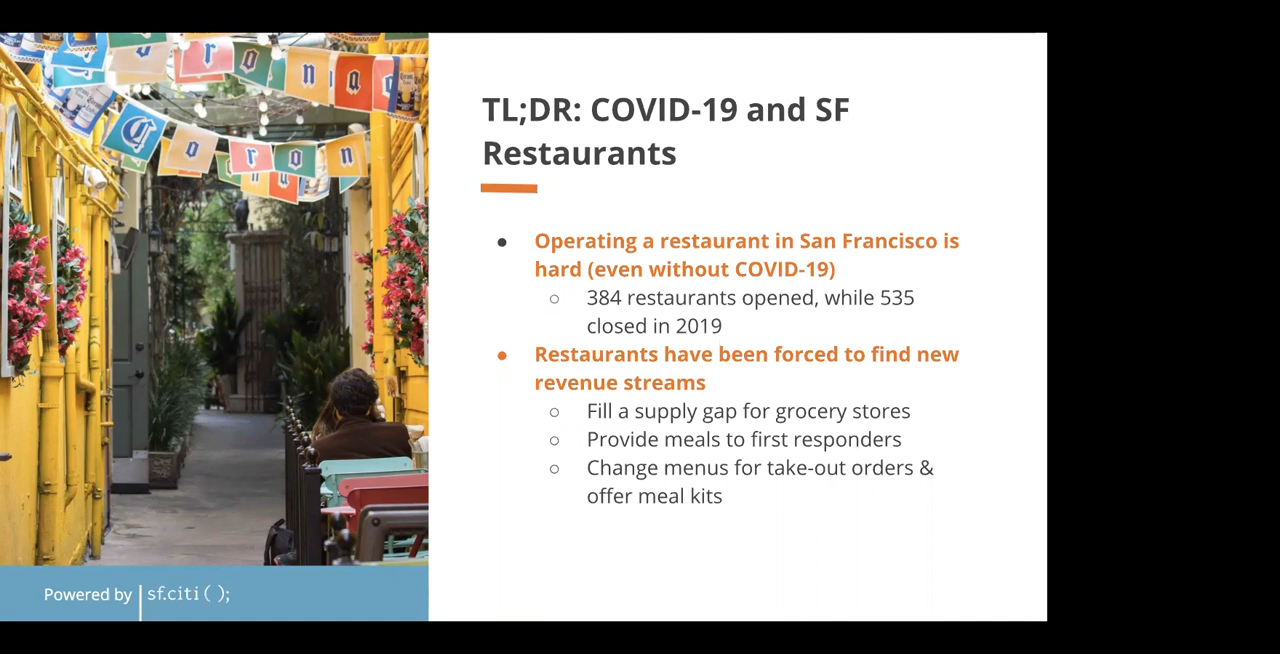 rona
Coron
TL;DR: COVID-19 and SF
Restaurants
● Operating a restaurant in San Francisco is
hard (even without COVID-19)
○ 384 restaurants opened, while 535
closed in 2019
● Restaurants have been forced to find new
revenue streams
○ Fill a supply gap for grocery stores
○ Provide meals to first responders
○ Change menus for take-out orders &
offer meal kits
Powered by | sf.citi ( );